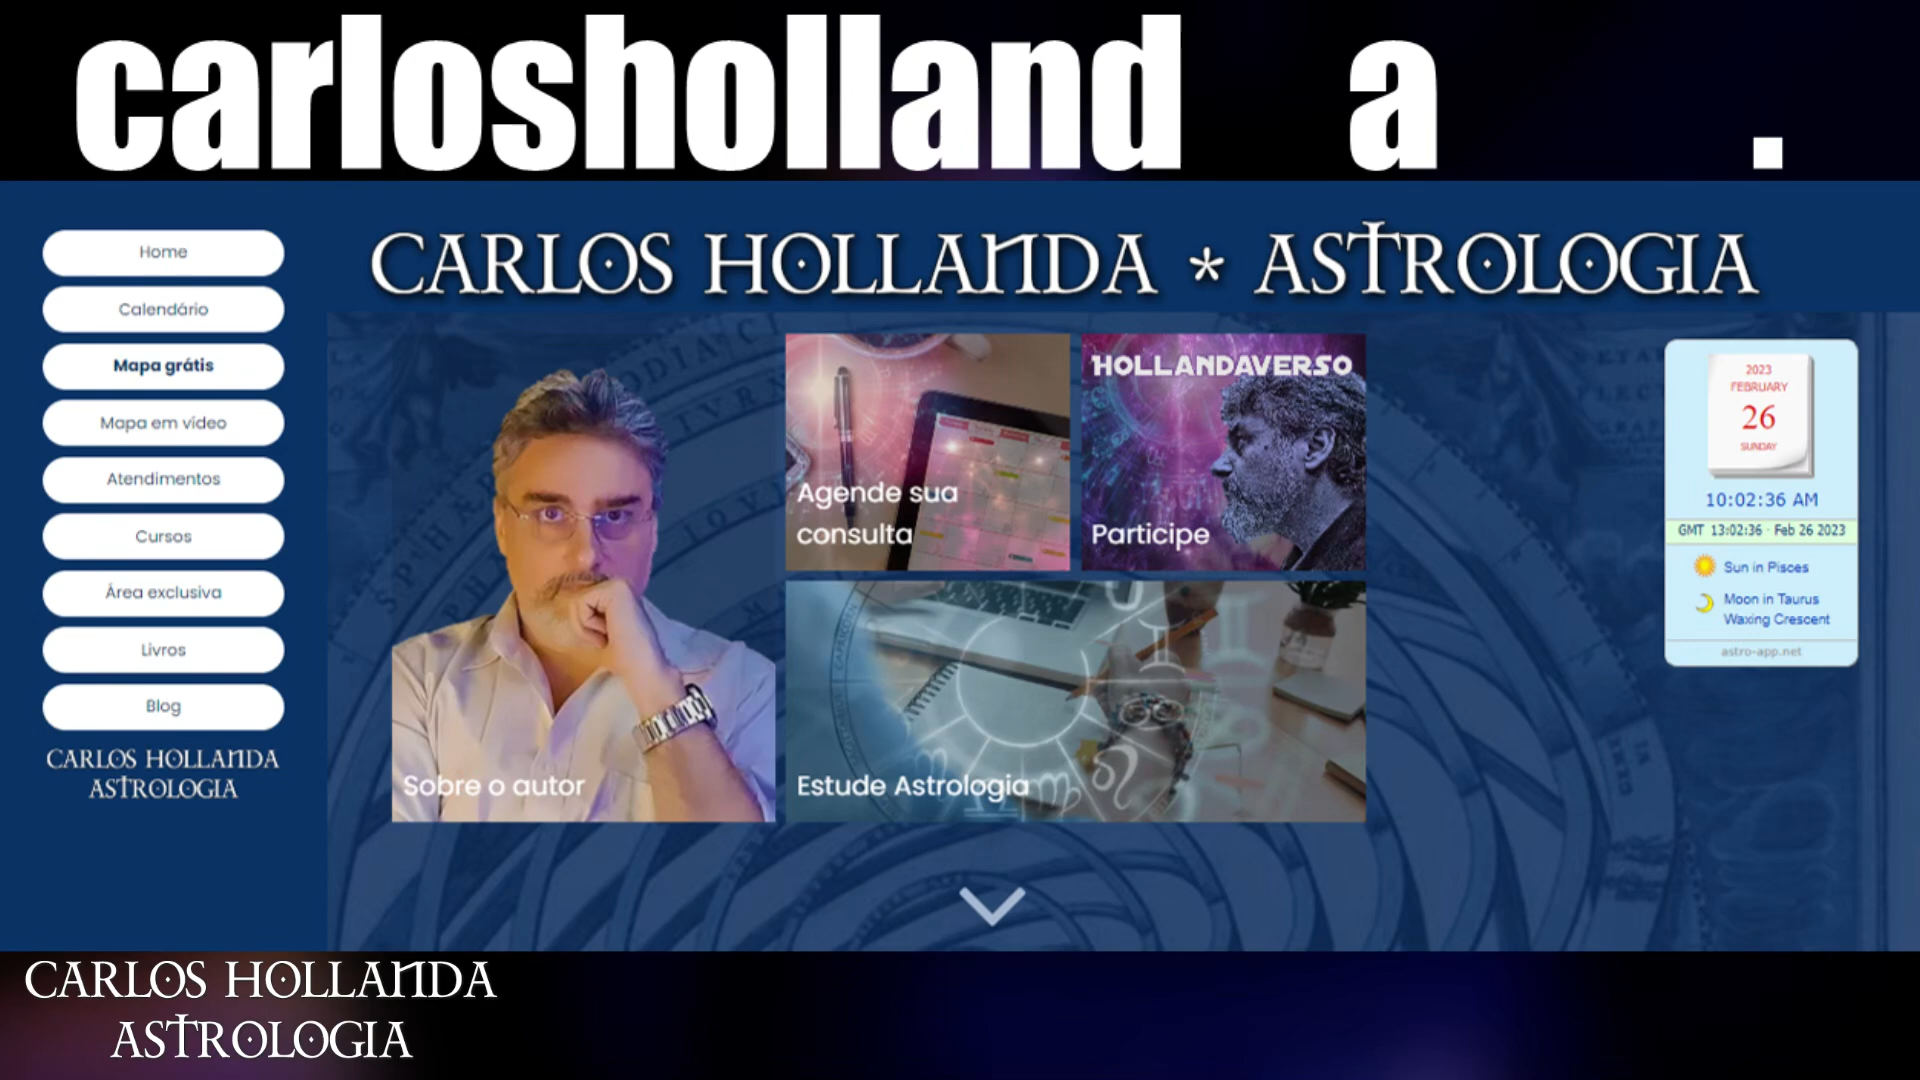 carloshollanda.
CARLOS HOLLANDA * ASTROLOGIA
Home
Calendário
Mapa grátis
Mapa em vídeo
Atendimentos
Cursos
Área exclusiva
Livros
Blog
CARLOS HOLLANDA
ASTROLOGIA
Sobre o autor
Agende sua
consulta
HOLLANDAVERSO
Participe
Estude Astrologia
2023
FEBRUARY
26
SUNDAY
10:02:36 AM
GMT 13:02:36 - Feb 26 2023
Sun in Pisces
Moon in Taurus
Waxing Crescent
astro-app.net
CARLOS HOLLANDA
ASTROLOGIA